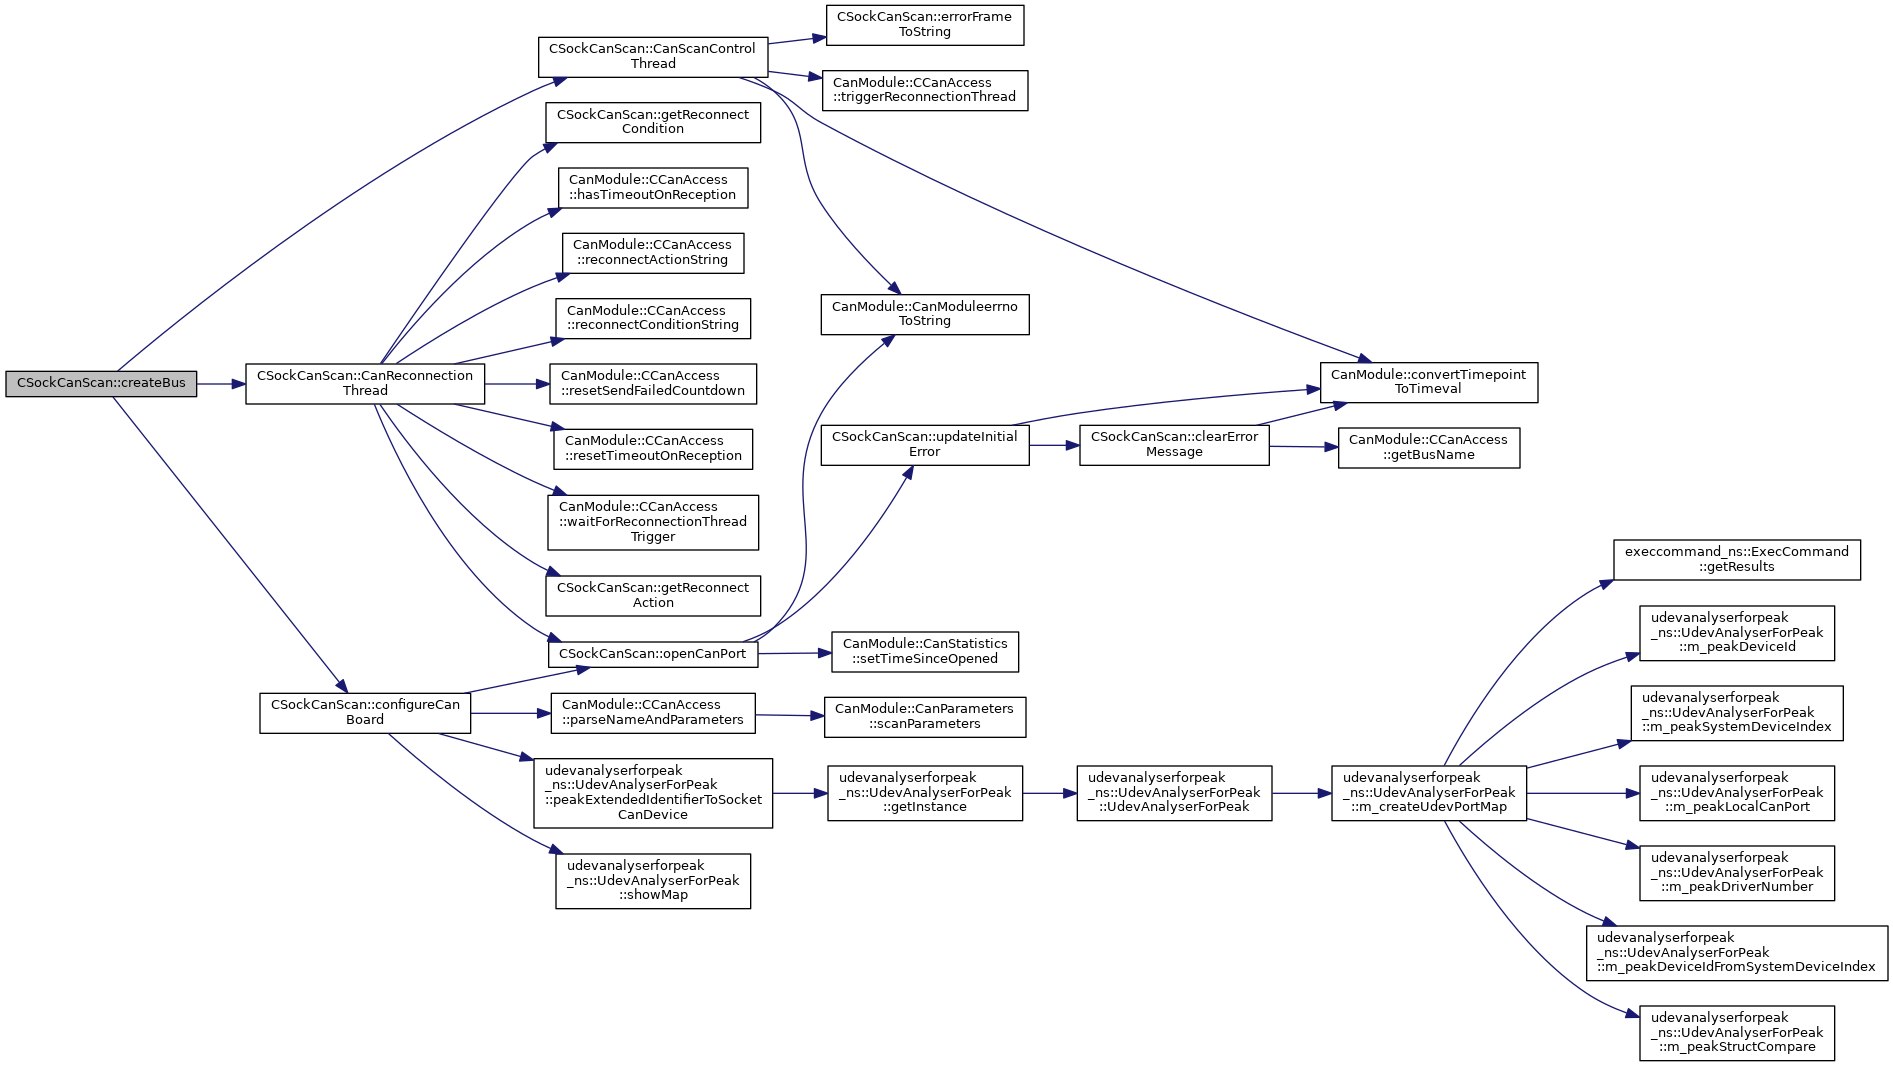 CSockCanScan::createBus
CSockCanScan::CanScanControl
Thread
CSockCanScan::CanReconnection
Thread
CSockCanScan::configureCan
Board
CSockCanScan::getReconnect
Condition
CanModule::CCanAccess
::hasTimeoutOnReception
CanModule::CCanAccess
::reconnectActionString
CanModule::CCanAccess
::reconnectConditionString
CanModule::CCanAccess
::resetSendFailedCountdown
CanModule::CCanAccess
::resetTimeoutOnReception
CanModule::CCanAccess
::waitForReconnectionThread
Trigger
CSockCanScan::getReconnect
Action
CSockCanScan::openCanPort
CanModule::CCanAccess
::parseNameAndParameters
udevanalyserforpeak
_ns::UdevAnalyserForPeak
::peakExtendedIdentifierToSocket
CanDevice
udevanalyserforpeak
_ns::UdevAnalyserForPeak
::showMap
CSockCanScan::errorFrame
ToString
CanModule::CCanAccess
::triggerReconnectionThread
CanModule::CanModuleerrno
ToString
CSockCanScan::updateInitial
Error
CanModule::CanStatistics
::setTimeSinceOpened
CanModule::CanParameters
::scanParameters
udevanalyserforpeak
_ns::UdevAnalyserForPeak
::getInstance
CSockCanScan::clearError
Message
udevanalyserforpeak
_ns::UdevAnalyserForPeak
::UdevAnalyserForPeak
CanModule::convertTimepoint
ToTimeval
CanModule::CCanAccess
::getBusName
udevanalyserforpeak
_ns::UdevAnalyserForPeak
::m_createUdevPortMap
execcommand_ns::ExecCommand
::getResults
udevanalyserforpeak
_ns::UdevAnalyserForPeak
::m_peakDeviceId
udevanalyserforpeak
_ns::UdevAnalyserForPeak
::m_peakSystemDeviceIndex
udevanalyserforpeak
_ns::UdevAnalyserForPeak
::m_peakLocalCanPort
udevanalyserforpeak
_ns::UdevAnalyserForPeak
::m_peakDriverNumber
udevanalyserforpeak
_ns::UdevAnalyserForPeak
::m_peakDeviceIdFromSystemDeviceIndex
udevanalyserforpeak
_ns::UdevAnalyserForPeak
::m_peakStructCompare